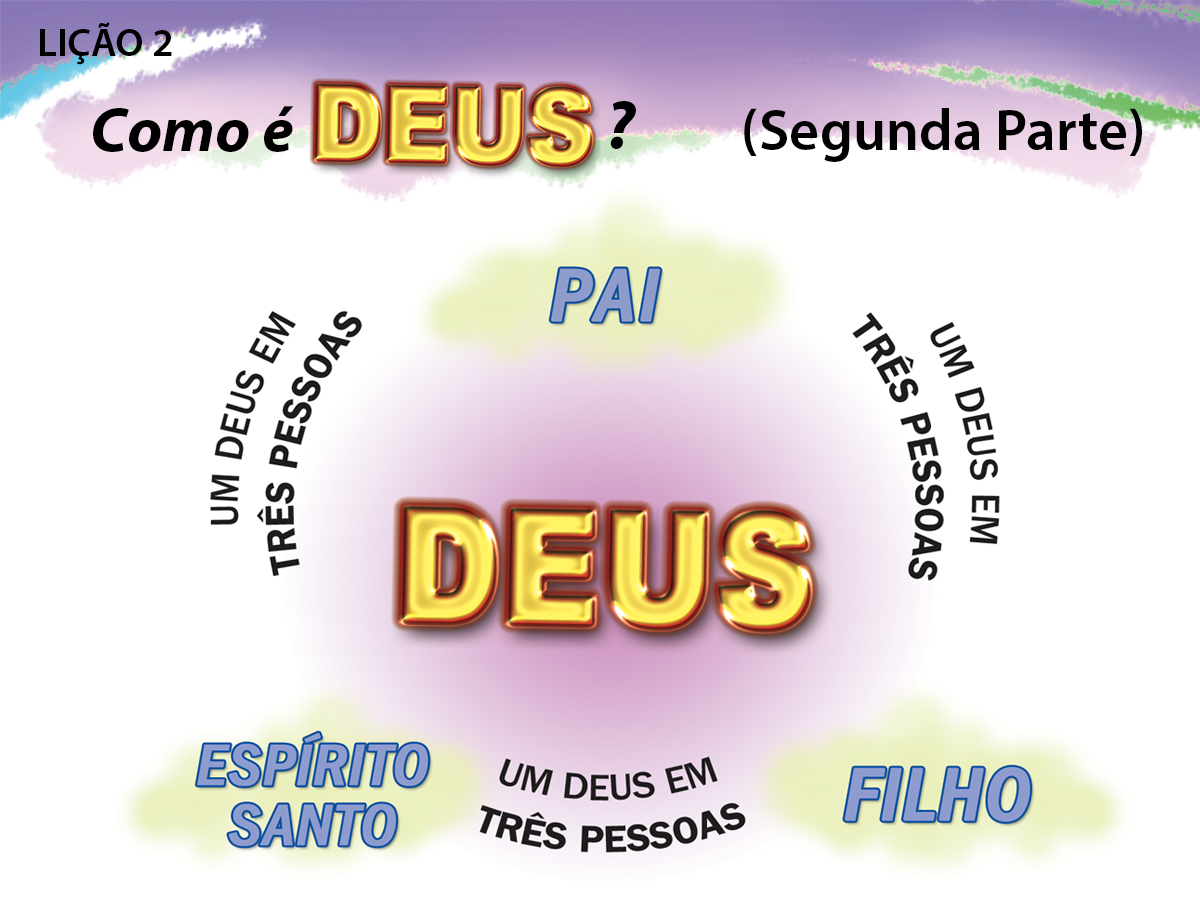 LIÇÃO 2
Como é DEUS ? (Segunda Parte)
PAI
UM DEUS EM
TRÊS PESSOAS
UM DEUS EM
TRÊS PESSOAS
DEUS
ESPÍRITO
SANTO
UM DEUS EM
TRÊS PESSOAS
FILHO